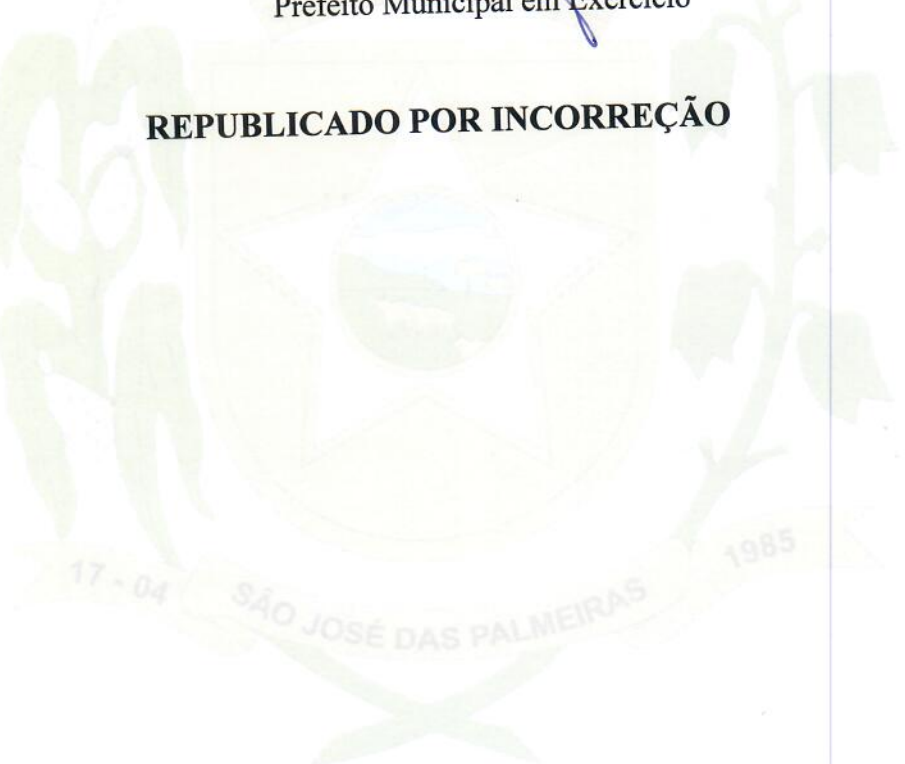 Prefeito Municipal em Exercício
REPUBLICADO POR INCORREÇÃO
17 - 04 SÃO JOSÉ DAS PALMEIRAS 1985